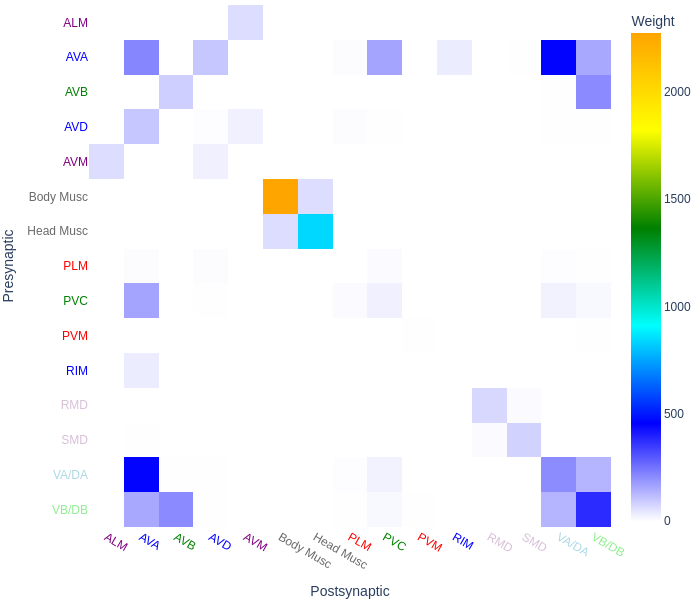 Weight
ALM
AVA
AVB
AVD
AVM
Body Musc
Head Musc
PLM
PVC
PVM
RIM
RMD
SMD
VA/DA
VB/DB
Presynaptic
2000
1500
1000
500
0
ALM
AVA
AVB
AVD
AVM
Body Musc
Head Musc
PLM
PVC
PVM
RIM
RMD
SMD
VA/DA
VB/DB
Postsynaptic